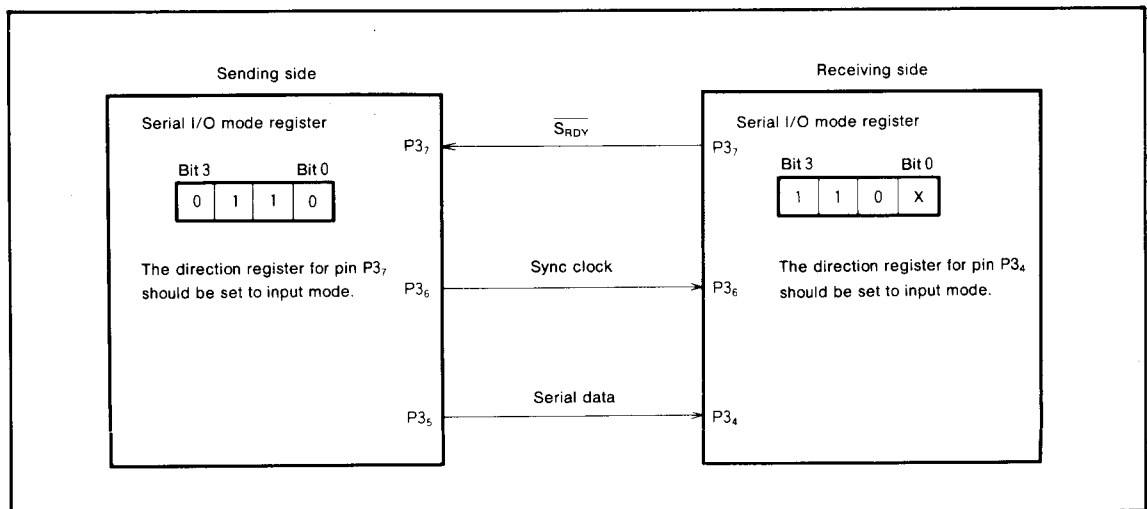 Sending side
Receiving side
Serial I/O mode register
Bit 3 Bit 0
0 1 1 0
The direction register for pin P3₇
should be set to input mode.
P3₇
P3₆
P3₅
S̅R̅D̅Y̅
Sync clock
Serial data
Serial I/O mode register
Bit 3 Bit 0
1 1 0 X
The direction register for pin P3₄
should be set to input mode.
P3₇
P3₆
P3₄